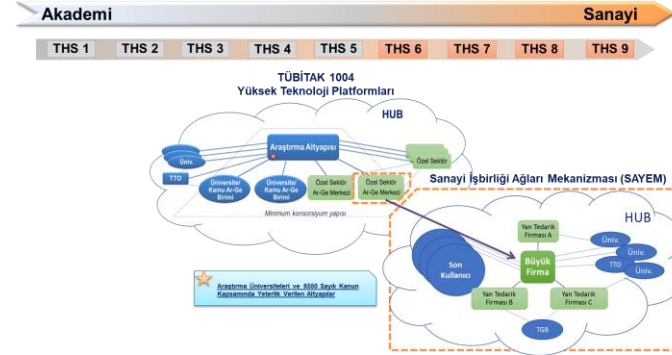 Akademi
Sanayi
THS 1
THS 2
THS 3
THS 4
THS 5
THS 6
THS 7
THS 8
THS 9
TÜBİTAK 1004
Yüksek Teknoloji Platformları
HUB
Araştırma Altyapısı
Üniv.
TTO
Özel Sektör
Üniversite/
Kamu Ar-Ge
Birimi
Üniversite/
Kamu Ar-Ge
Birimi
Özel Sektör
Ar-Ge Merkezi
Özel Sektör
Ar-Ge Merkezi
Minimum konsorsiyum yapısı
Sanayi İşbirliği Ağları Mekanizması (SAYEM)
HUB
Yan Tedarik
Firması A
Son
Kullanıcı
Büyük
Firma
Üniv.
Üniv.
TTO
Üniv.
Yan Tedarik
Firması B
Yan Tedarik
Firması C
TGB
Araştırma Üniversiteleri ve 6550 Sayılı Kanun
Kapsamında Yeterlik Verilen Altyapılar